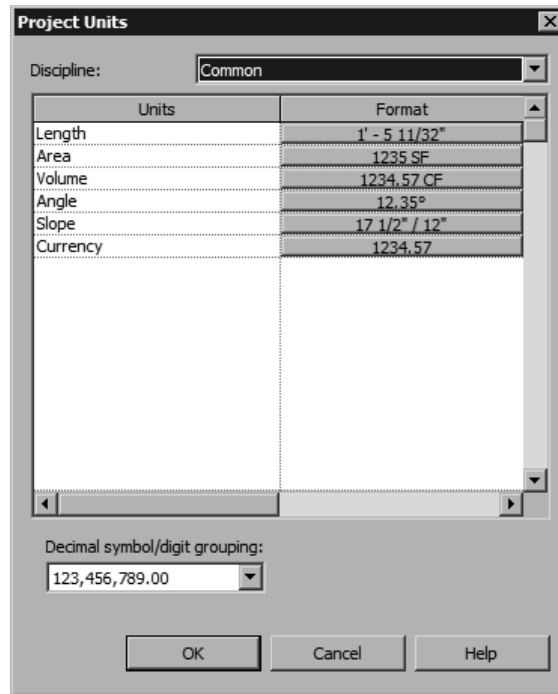 Project Units
Discipline: Common
Units Format
Length 1' - 5 11/32"
Area 1235 SF
Volume 1234.57 CF
Angle 12.35°
Slope 17 1/2" / 12"
Currency 1234.57
Decimal symbol/digit grouping:
123,456,789.00
OK Cancel Help